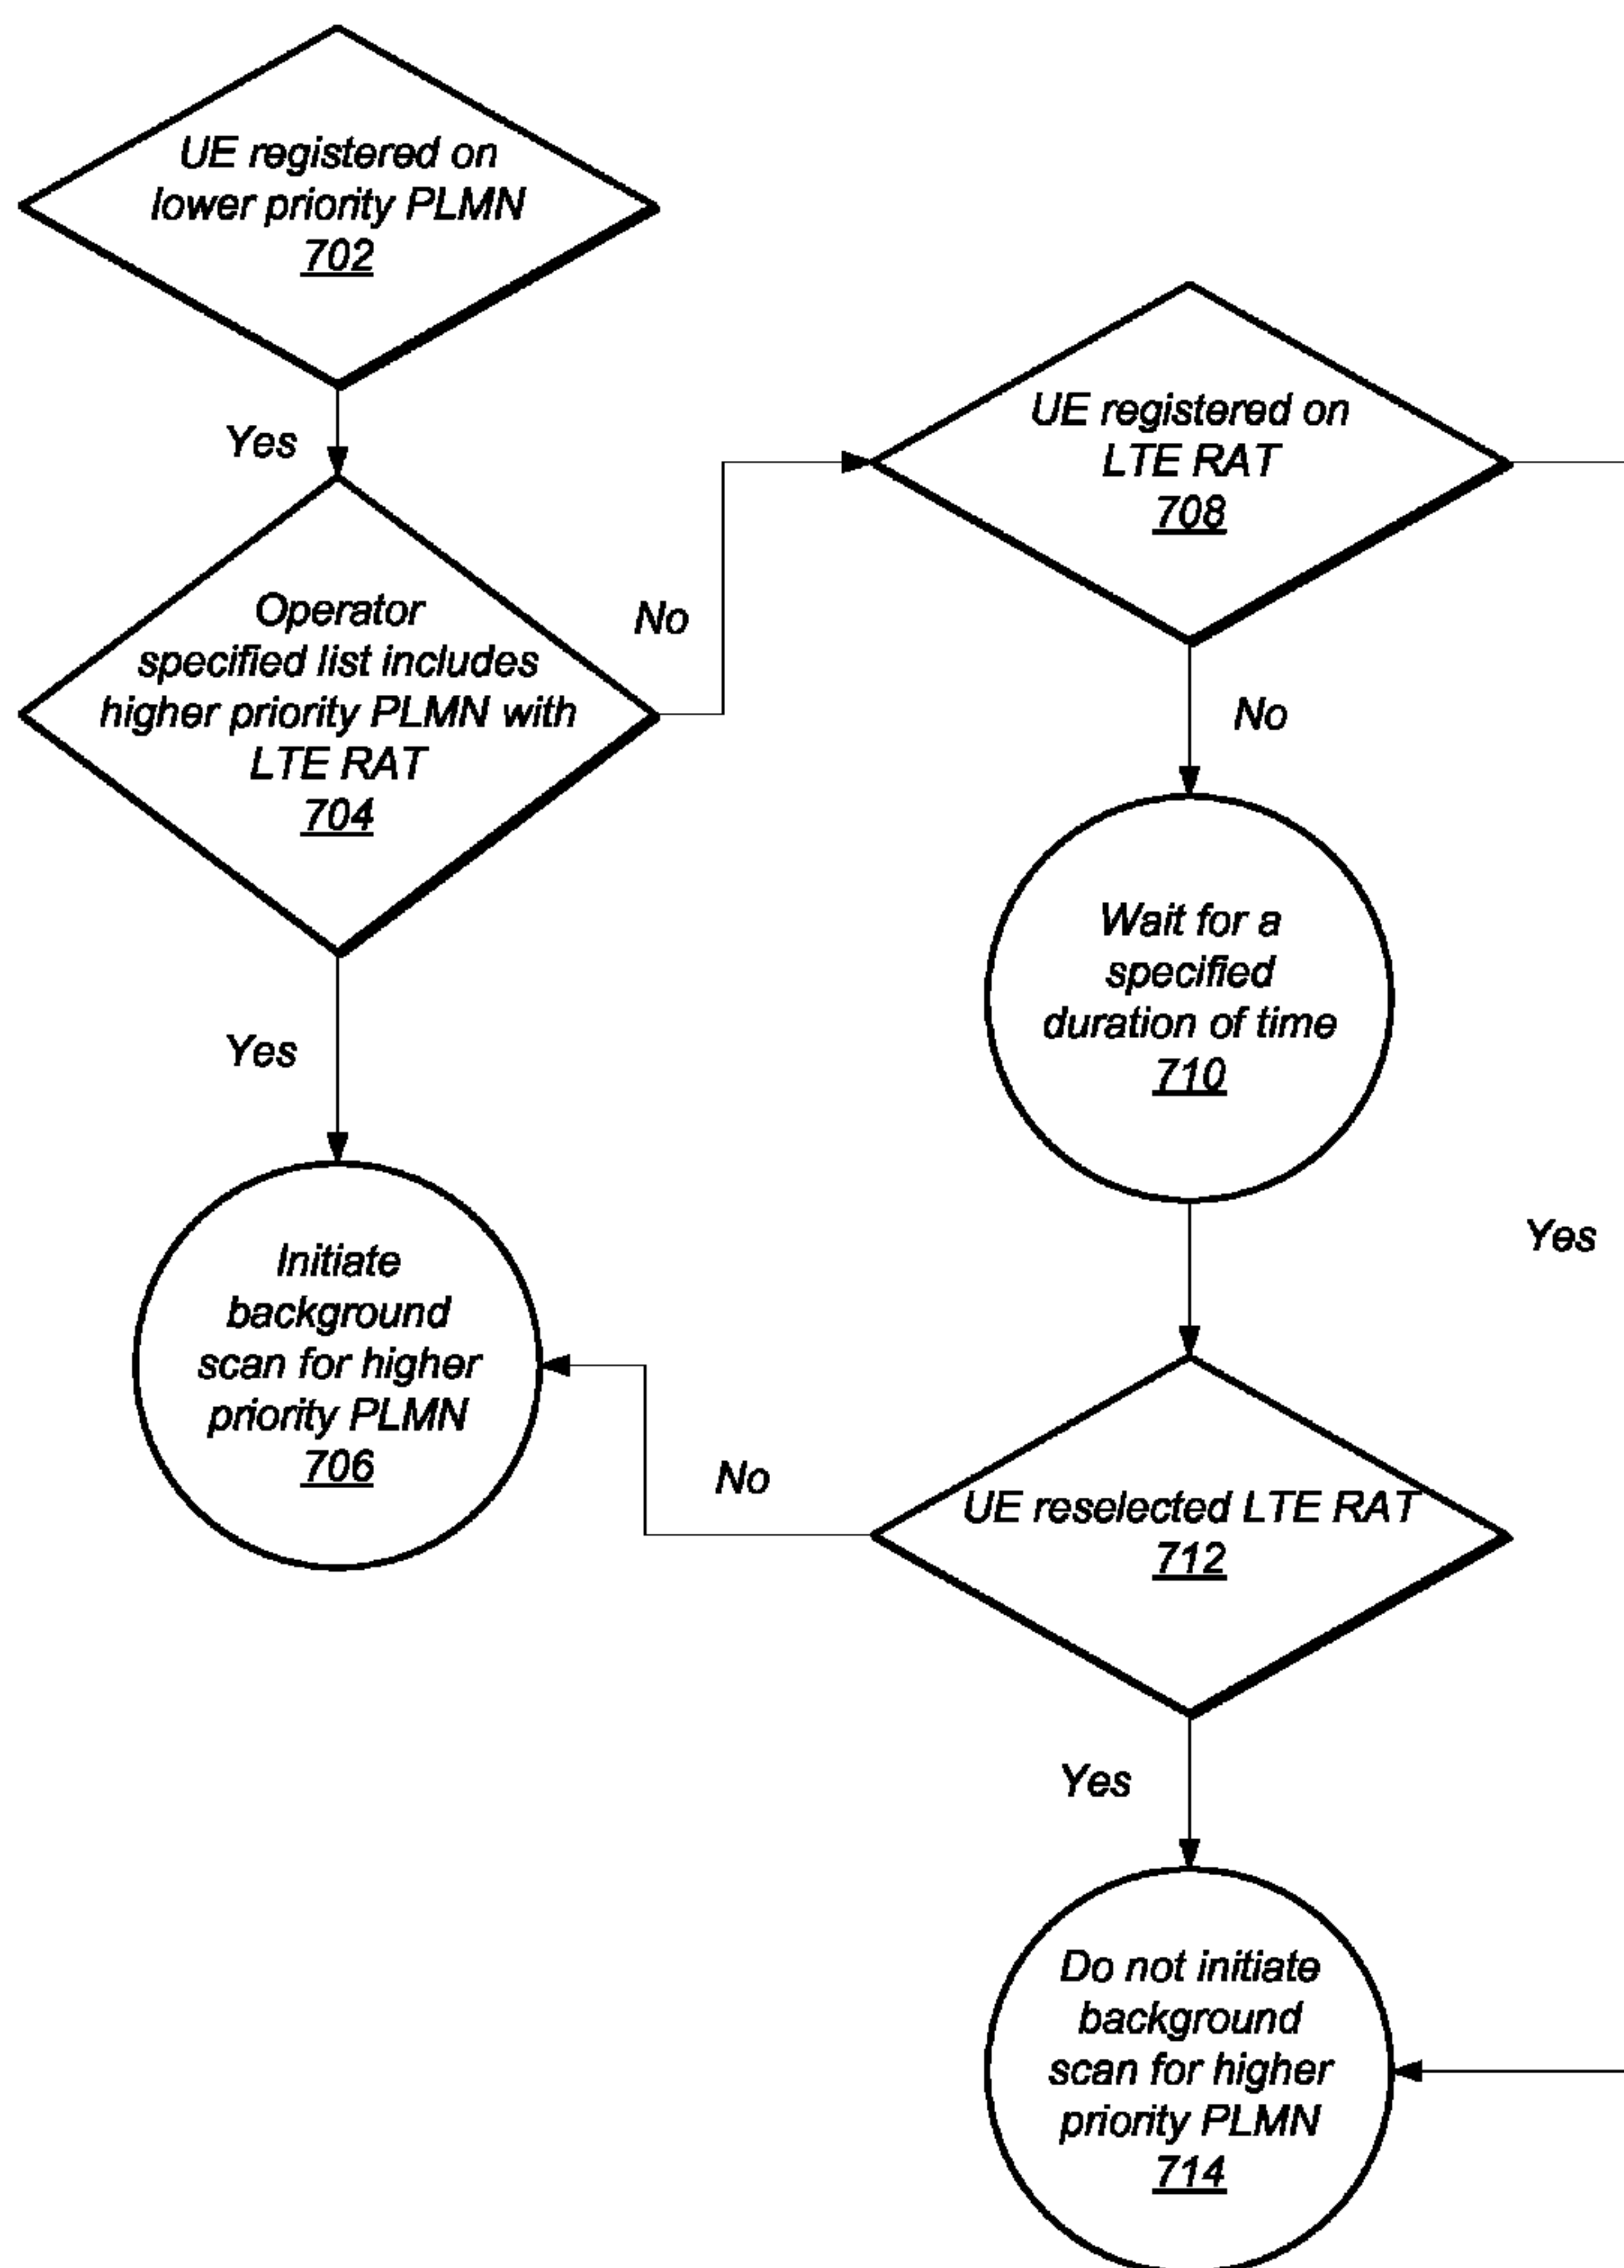 UE registered on
lower priority PLMN
702
Yes
Operator
specified list includes
higher priority PLMN with
LTE RAT
704
No
Yes
Initiate
background
scan for higher
priority PLMN
706
UE registered on
LTE RAT
708
No
Wait for a
specified
duration of time
710
Yes
UE reselected LTE RAT
712
No
Yes
Do not initiate
background
scan for higher
priority PLMN
714